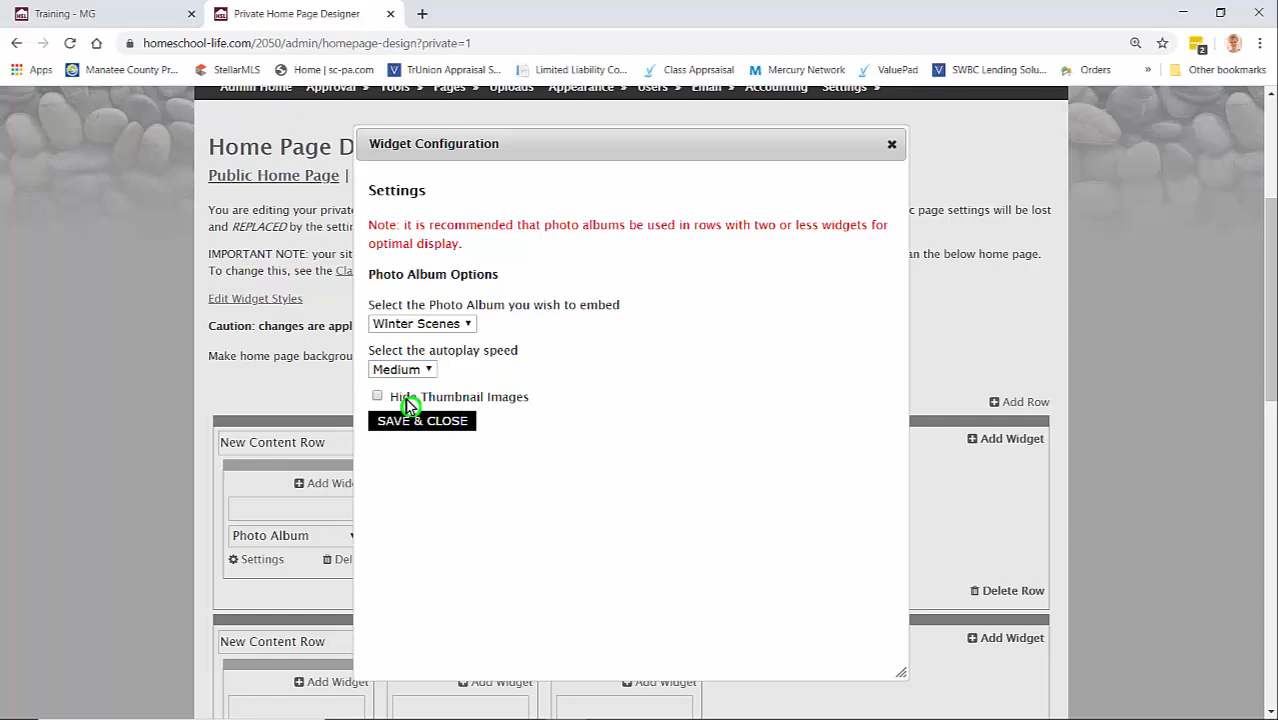 Training - MG
Private Home Page Designer
homeschool-life.com/2050/admin/homepage-design?private=1
Apps
Manatee County Pr...
StellarMLS
Home | sc-pa.com
TrUnion Appraisal S...
Limited Liability Co...
Class Apprsaisal
Mercury Network
ValuePad
SWBC Lending Solu...
Orders
»
Other bookmarks
2
Admin Home
Approval »
Tools »
Pages »
Uploads
Appearance »
Users »
Email »
Accounting
Settings »
Home Page D
Public Home Page |
You are editing your privat
c page settings will be lost
and REPLACED by the settin
IMPORTANT NOTE: your sit
an the below home page.
To change this, see the Cla
Edit Widget Styles
Caution: changes are appl
Make home page backgrou
Widget Configuration
Settings
Note: it is recommended that photo albums be used in rows with two or less widgets for
optimal display.
Photo Album Options
Select the Photo Album you wish to embed
Winter Scenes
Select the autoplay speed
Medium
Hide Thumbnail Images
SAVE & CLOSE
Add Row
New Content Row
Add Widget
Add Widg
Photo Album
Settings
Del
Delete Row
New Content Row
Add Widget
Add Widget
Add Widget
Add Widget